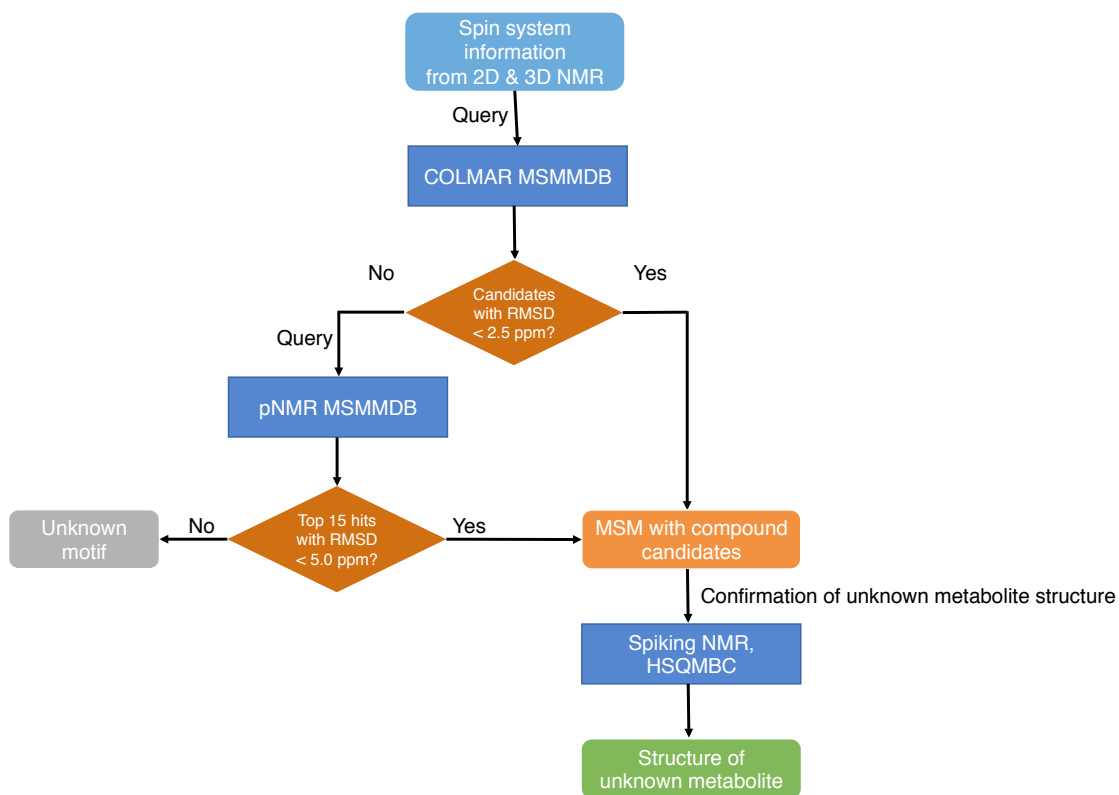 Spin system
information
from 2D & 3D NMR
Query
COLMAR MSMMDB
No
Yes
Candidates
with RMSD
< 2.5 ppm?
Query
pNMR MSMMDB
Unknown
motif
No
Top 15 hits
with RMSD
< 5.0 ppm?
Yes
MSM with compound
candidates
Confirmation of unknown metabolite structure
Spiking NMR,
HSQMBC
Structure of
unknown metabolite